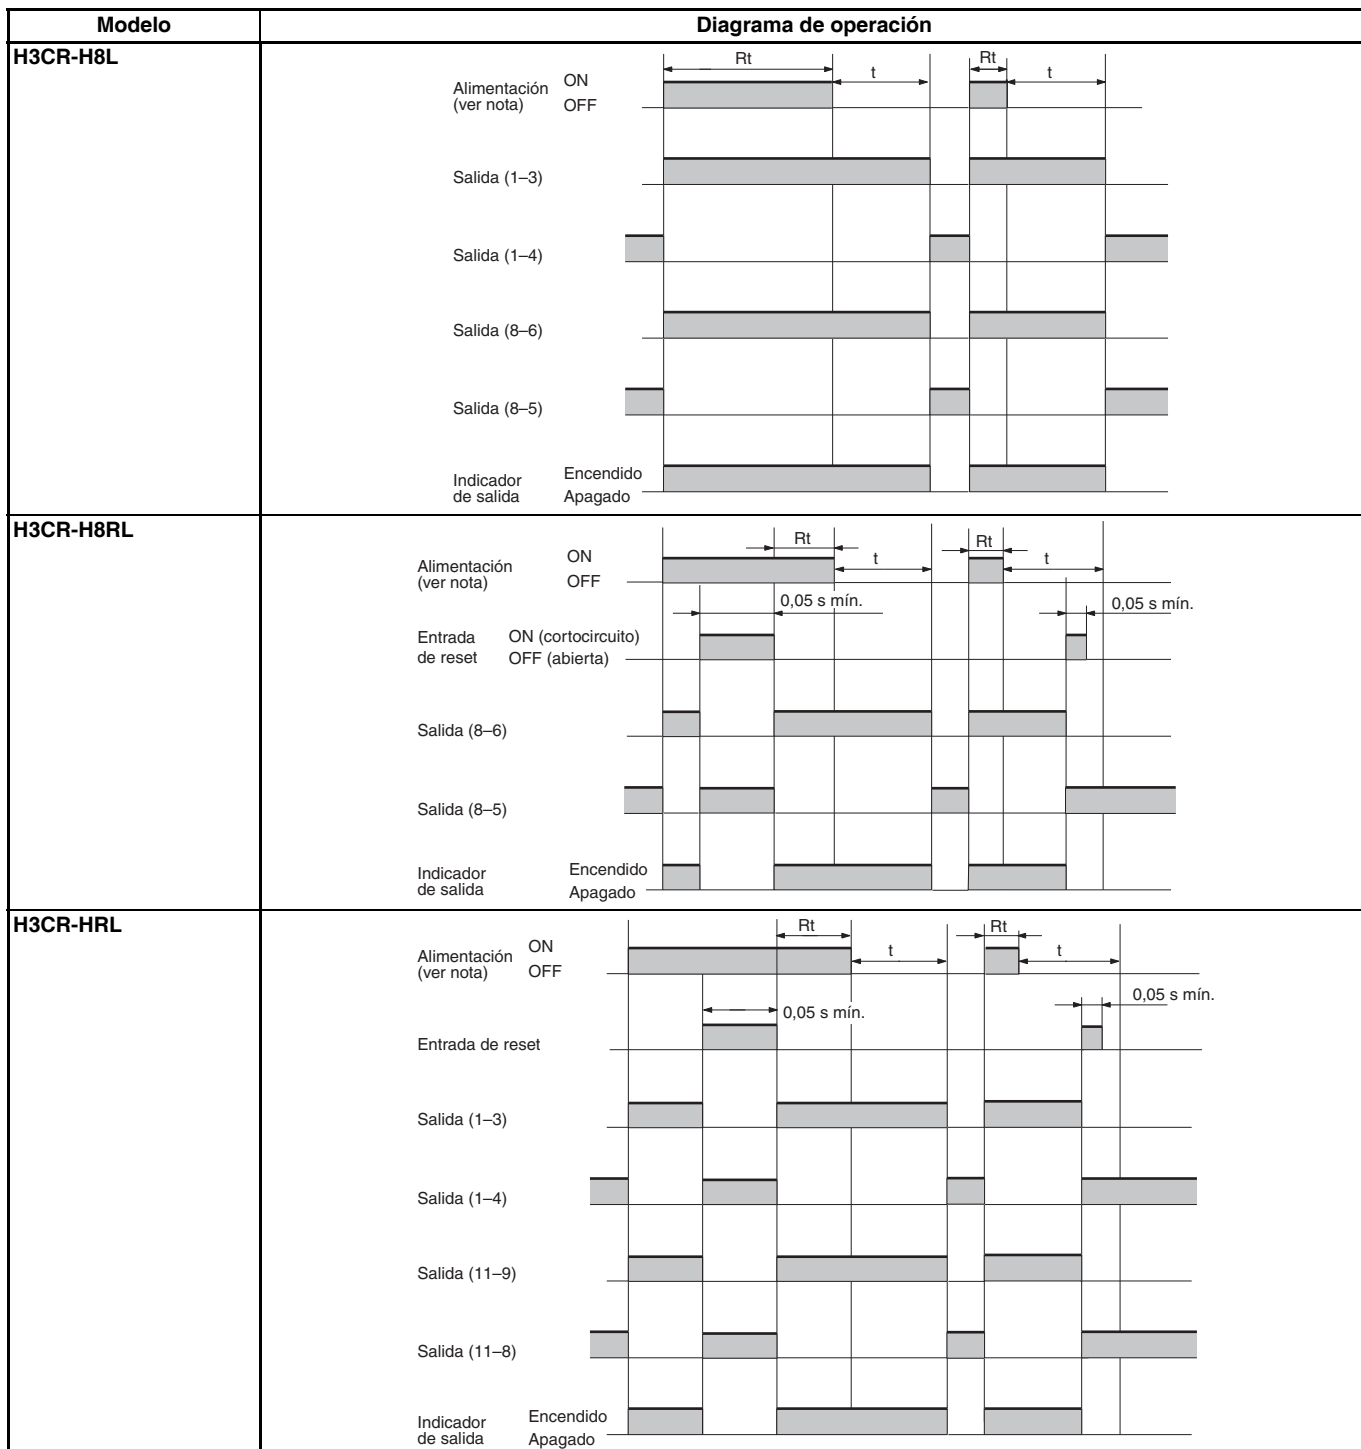 Modelo
Diagrama de operación
H3CR-H8L
Rt
t
Rt
t
Alimentación
(ver nota)
ON
OFF
Salida (1–3)
Salida (1–4)
Salida (8–6)
Salida (8–5)
Indicador
de salida
Encendido
Apagado
H3CR-H8RL
Rt
t
Rt
t
Alimentación
(ver nota)
ON
OFF
0,05 s mín.
0,05 s mín.
Entrada
de reset
ON (cortocircuito)
OFF (abierta)
Salida (8–6)
Salida (8–5)
Indicador
de salida
Encendido
Apagado
H3CR-HRL
Rt
t
Rt
t
Alimentación
(ver nota)
ON
OFF
0,05 s mín.
0,05 s mín.
Entrada de reset
Salida (1–3)
Salida (1–4)
Salida (11–9)
Salida (11–8)
Indicador
de salida
Encendido
Apagado